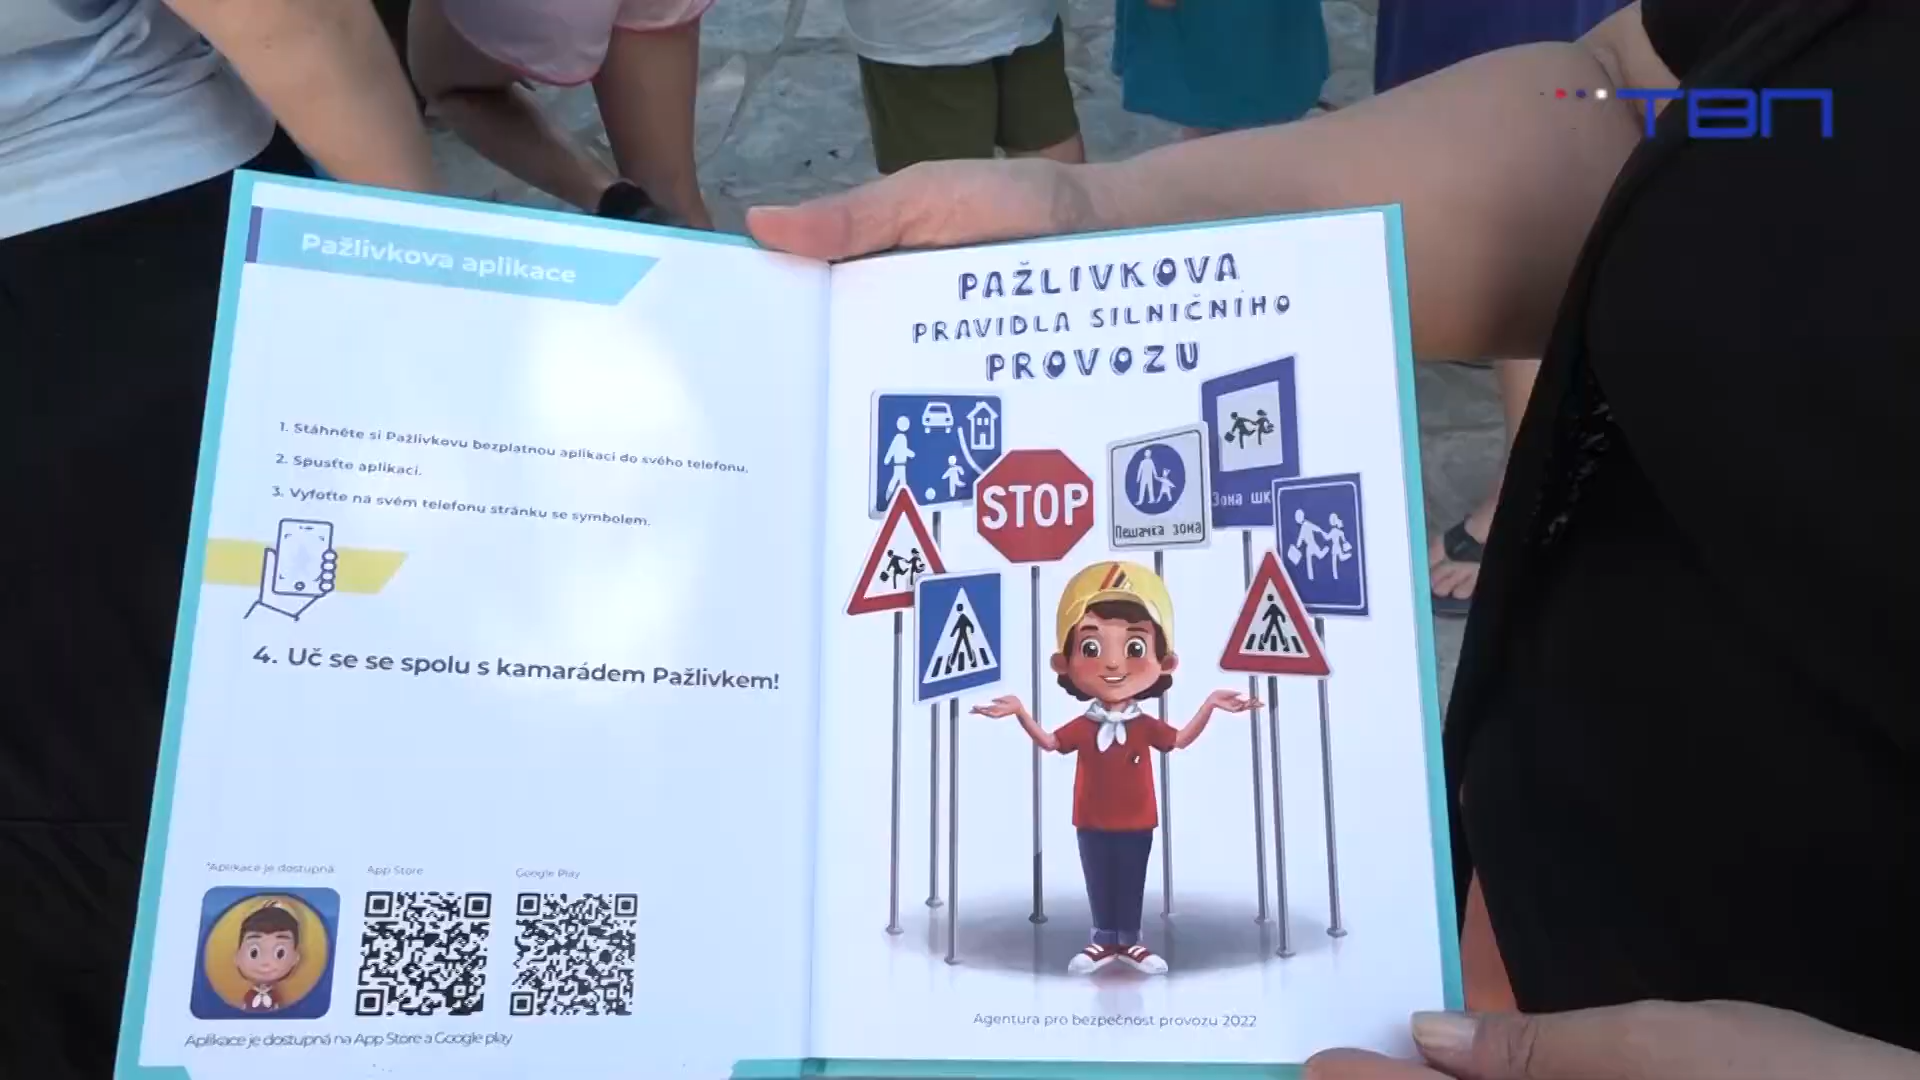 ТВП
Pažlivkova aplikace
1. Stáhněte si Pažlivkovu bezplatnou aplikaci do svého telefonu.
2. Spusťte aplikaci.
3. Vyfoťte na svém telefonu stránku se symbolem.
4. Uč se se spolu s kamarádem Pažlivkem!
*Aplikace je dostupná
App Store
Google Play
Aplikace je dostupná na App Store a Google play
PAŽLIVKOVA
PRAVIDLA SILNIČNÍHO
PROVOZU
STOP
Пешачка зона
Зона шк
Agentura pro bezpečnost provozu 2022